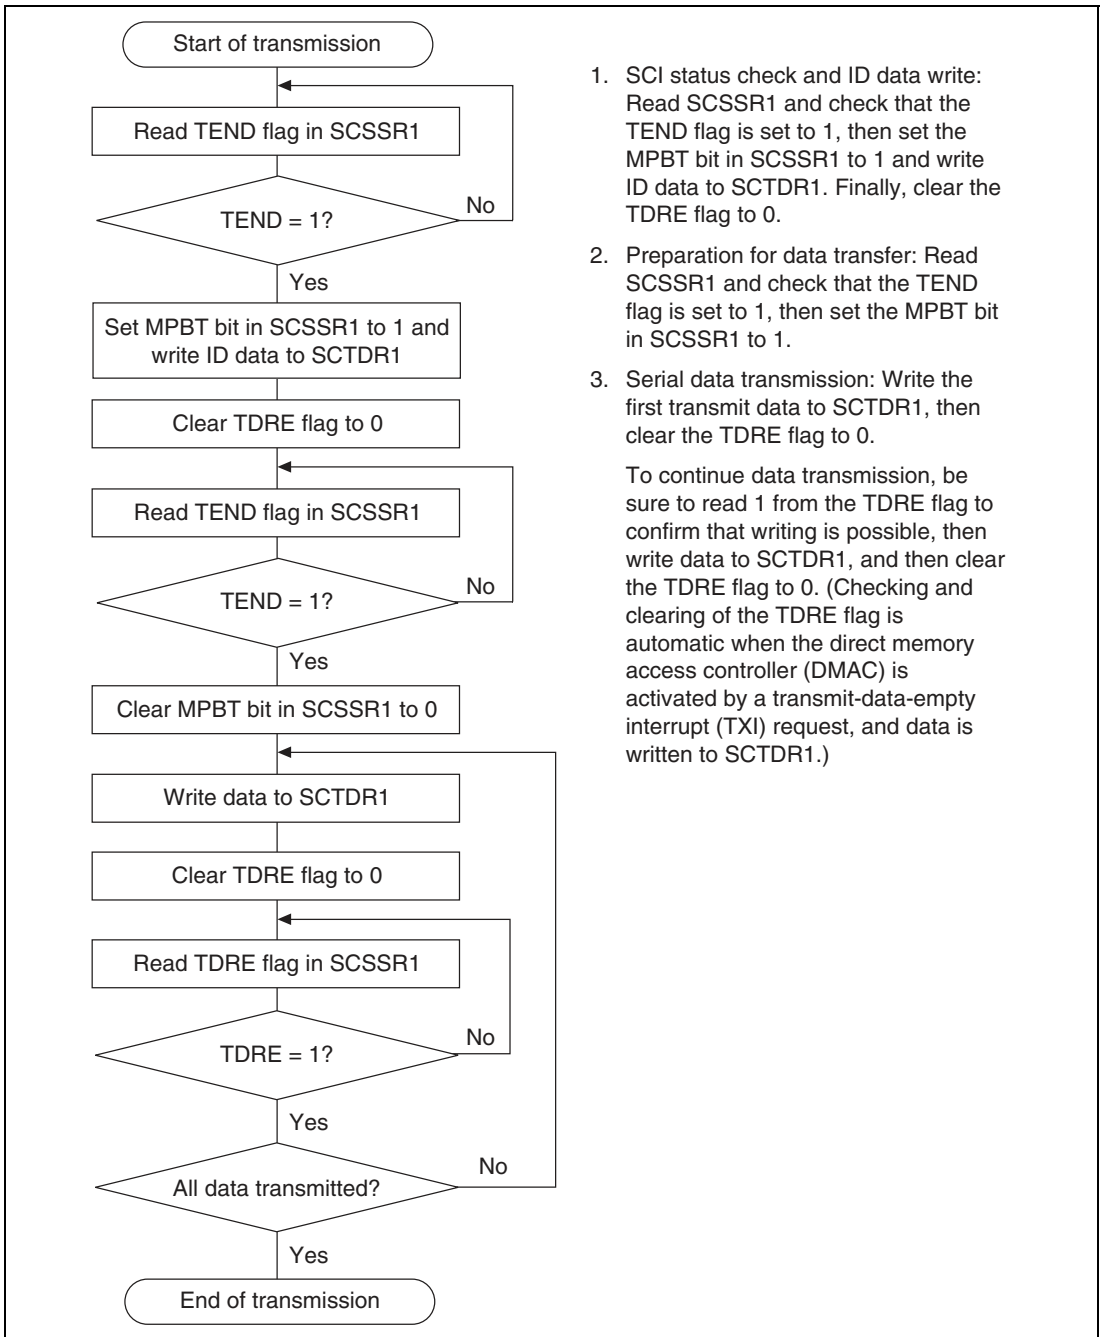 Start of transmission
Read TEND flag in SCSSR1
TEND = 1?
No
Yes
Set MPBT bit in SCSSR1 to 1 and
write ID data to SCTDR1
Clear TDRE flag to 0
Read TEND flag in SCSSR1
TEND = 1?
No
Yes
Clear MPBT bit in SCSSR1 to 0
Write data to SCTDR1
Clear TDRE flag to 0
Read TDRE flag in SCSSR1
TDRE = 1?
No
Yes
All data transmitted?
No
Yes
End of transmission
1. SCI status check and ID data write:
Read SCSSR1 and check that the
TEND flag is set to 1, then set the
MPBT bit in SCSSR1 to 1 and write
ID data to SCTDR1. Finally, clear the
TDRE flag to 0.
2. Preparation for data transfer: Read
SCSSR1 and check that the TEND
flag is set to 1, then set the MPBT bit
in SCSSR1 to 1.
3. Serial data transmission: Write the
first transmit data to SCTDR1, then
clear the TDRE flag to 0.
To continue data transmission, be
sure to read 1 from the TDRE flag to
confirm that writing is possible, then
write data to SCTDR1, and then clear
the TDRE flag to 0. (Checking and
clearing of the TDRE flag is
automatic when the direct memory
access controller (DMAC) is
activated by a transmit-data-empty
interrupt (TXI) request, and data is
written to SCTDR1.)